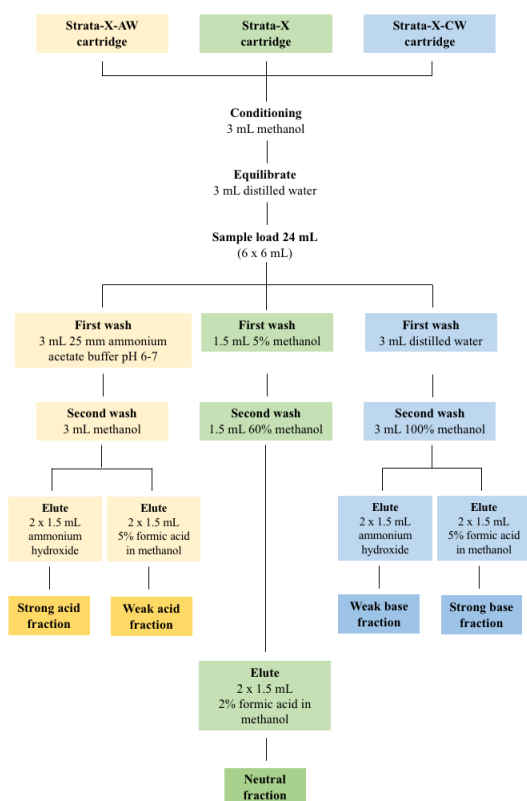 Strata-X-AW
cartridge
Strata-X
cartridge
Strata-X-CW
cartridge
Conditioning
3 mL methanol
Equilibrate
3 mL distilled water
Sample load 24 mL
(6 x 6 mL)
First wash
3 mL 25 mm ammonium
acetate buffer pH 6-7
First wash
1.5 mL 5% methanol
First wash
3 mL distilled water
Second wash
3 mL methanol
Second wash
1.5 mL 60% methanol
Second wash
3 mL 100% methanol
Elute
2 x 1.5 mL
ammonium
hydroxide
Elute
2 x 1.5 mL
5% formic acid
in methanol
Elute
2 x 1.5 mL
ammonium
hydroxide
Elute
2 x 1.5 mL
5% formic acid
in methanol
Strong acid
fraction
Weak acid
fraction
Weak base
fraction
Strong base
fraction
Elute
2 x 1.5 mL
2% formic acid in
methanol
Neutral
fraction